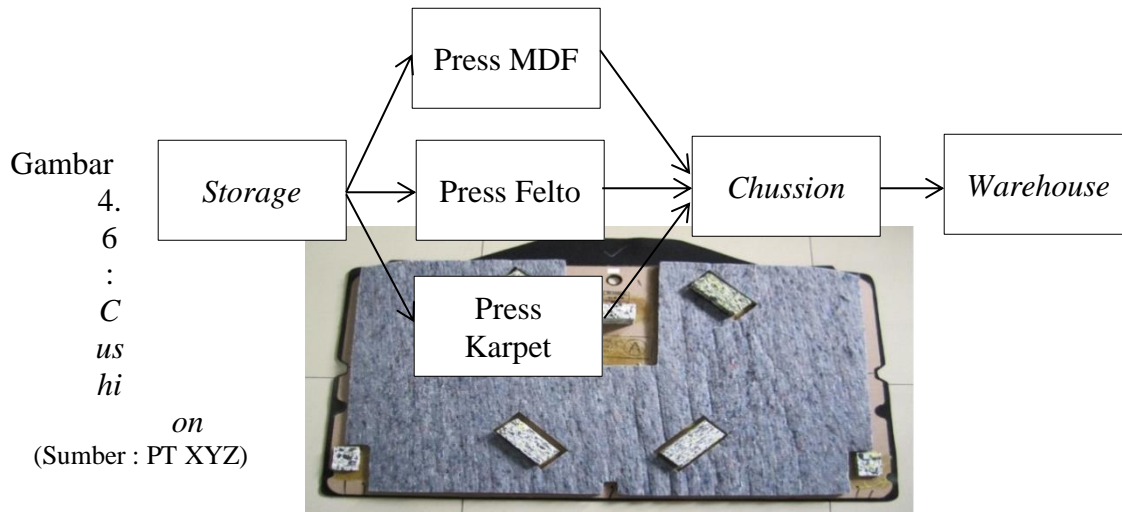 Press MDF
Gambar
4.
6
:
C
us
hi
on
(Sumber : PT XYZ)
Storage
Press Felto
Chussion
Warehouse
Press
Karpet